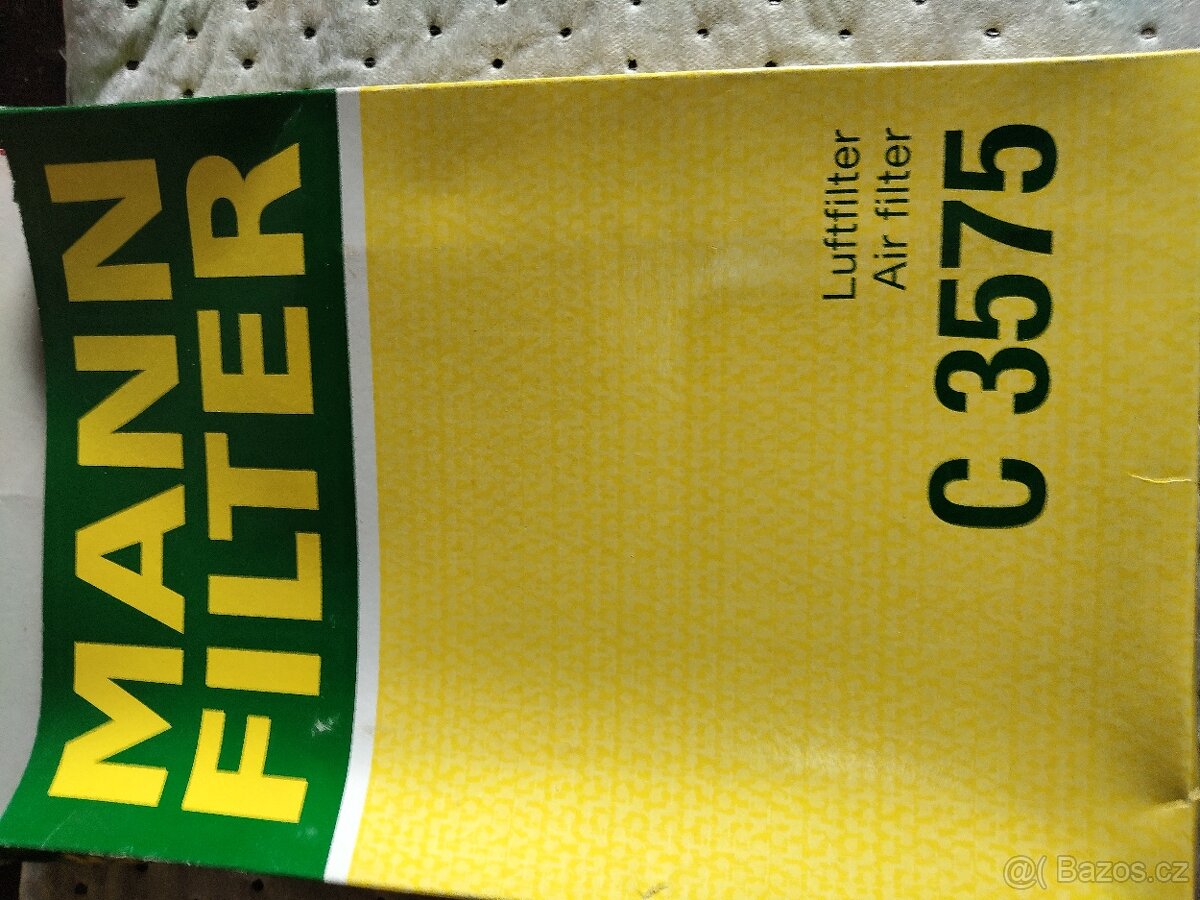 MANN
FILTER
Luftfilter
Air filter
C 3575
@( Bazos.cz